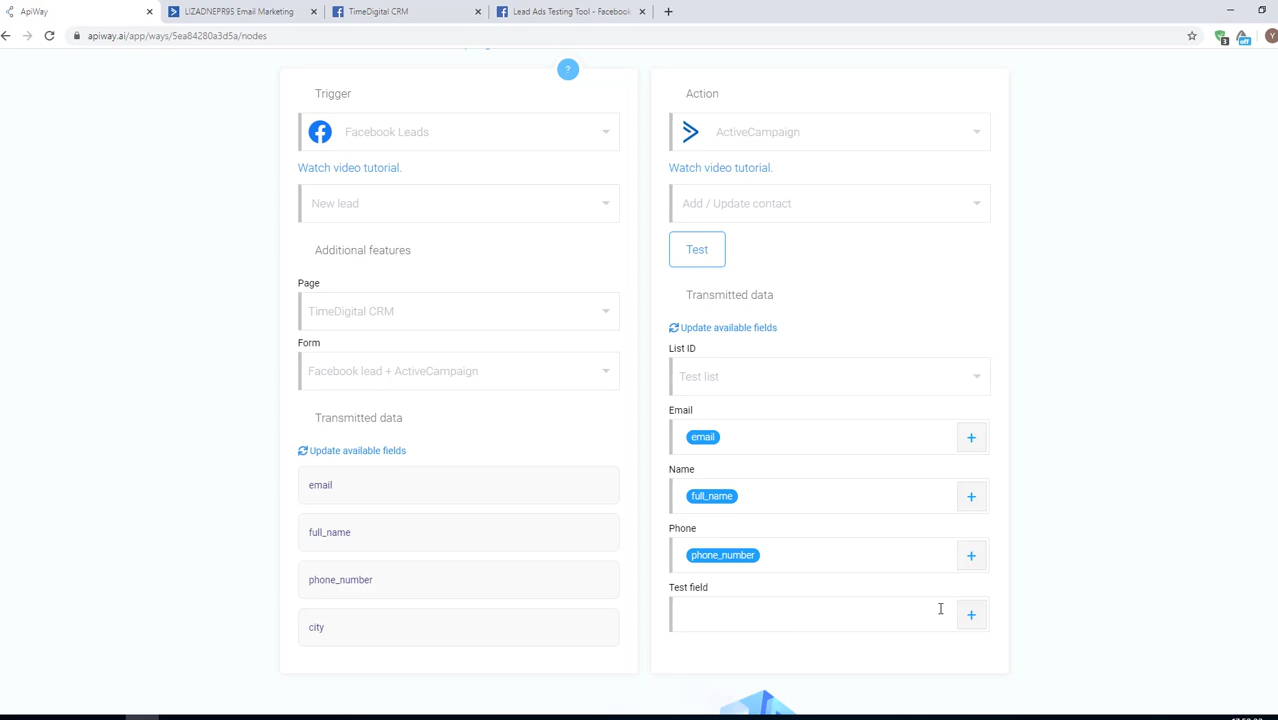 ApiWay
LIZADNEPR95 Email Marketing
TimeDigital CRM
Lead Ads Testing Tool - Facebook
apiway.ai/app/ways/5ea84280a3d5a/nodes
3
off
Y
?
Trigger
Facebook Leads
Watch video tutorial.
New lead
Additional features
Page
TimeDigital CRM
Form
Facebook lead + ActiveCampaign
Transmitted data
Update available fields
email
full_name
phone_number
city
Action
ActiveCampaign
Watch video tutorial.
Add / Update contact
Test
Transmitted data
Update available fields
List ID
Test list
Email
email
+
Name
full_name
+
Phone
phone_number
+
Test field
+